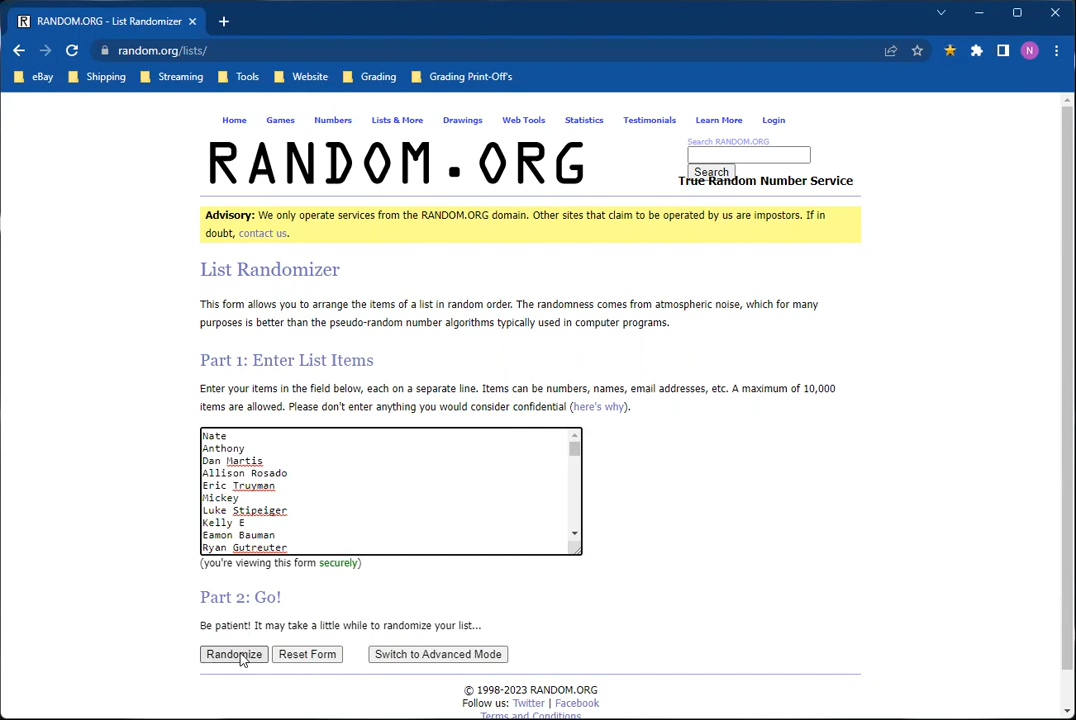 RANDOM.ORG - List Randomizer
random.org/lists/
N
eBay Shipping Streaming Tools Website Grading Grading Print-Off's
Home Games Numbers Lists & More Drawings Web Tools Statistics Testimonials Learn More Login
RANDOM.ORG
Search RANDOM.ORG
Search
True Random Number Service
Advisory: We only operate services from the RANDOM.ORG domain. Other sites that claim to be operated by us are impostors. If in
doubt, contact us.
List Randomizer
This form allows you to arrange the items of a list in random order. The randomness comes from atmospheric noise, which for many
purposes is better than the pseudo-random number algorithms typically used in computer programs.
Part 1: Enter List Items
Enter your items in the field below, each on a separate line. Items can be numbers, names, email addresses, etc. A maximum of 10,000
items are allowed. Please don't enter anything you would consider confidential (here's why).
Nate
Anthony
Dan Martis
Allison Rosado
Eric Truyman
Mickey
Luke Stipeiger
Kelly E
Eamon Bauman
Ryan Gutreuter
(you're viewing this form securely)
Part 2: Go!
Be patient! It may take a little while to randomize your list...
Randomize Reset Form Switch to Advanced Mode
© 1998-2023 RANDOM.ORG
Follow us: Twitter | Facebook
Terms and Conditions